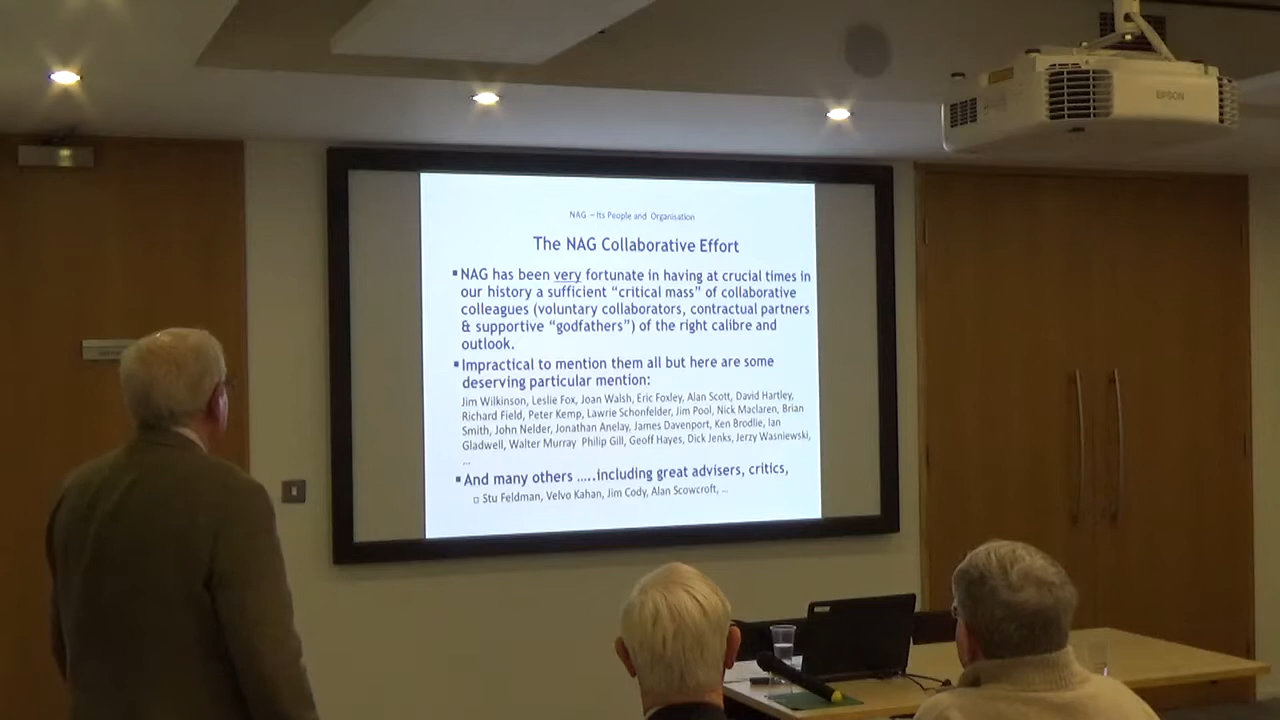 EPSON
NAG – Its People and Organisation
The NAG Collaborative Effort
▪ NAG has been very fortunate in having at crucial times in
our history a sufficient “critical mass” of collaborative
colleagues (voluntary collaborators, contractual partners
& supportive “godfathers”) of the right calibre and
outlook.
▪ Impractical to mention them all but here are some
deserving particular mention:
Jim Wilkinson, Leslie Fox, Joan Walsh, Eric Foxley, Alan Scott, David Hartley,
Richard Field, Peter Kemp, Lawrie Schonfelder, Jim Pool, Nick Maclaren, Brian
Smith, John Nelder, Jonathan Anelay, James Davenport, Ken Brodlie, Ian
Gladwell, Walter Murray Philip Gill, Geoff Hayes, Dick Jenks, Jerzy Wasniewski,
...
▪ And many others .....including great advisers, critics,
□ Stu Feldman, Velvo Kahan, Jim Cody, Alan Scowcroft, ...